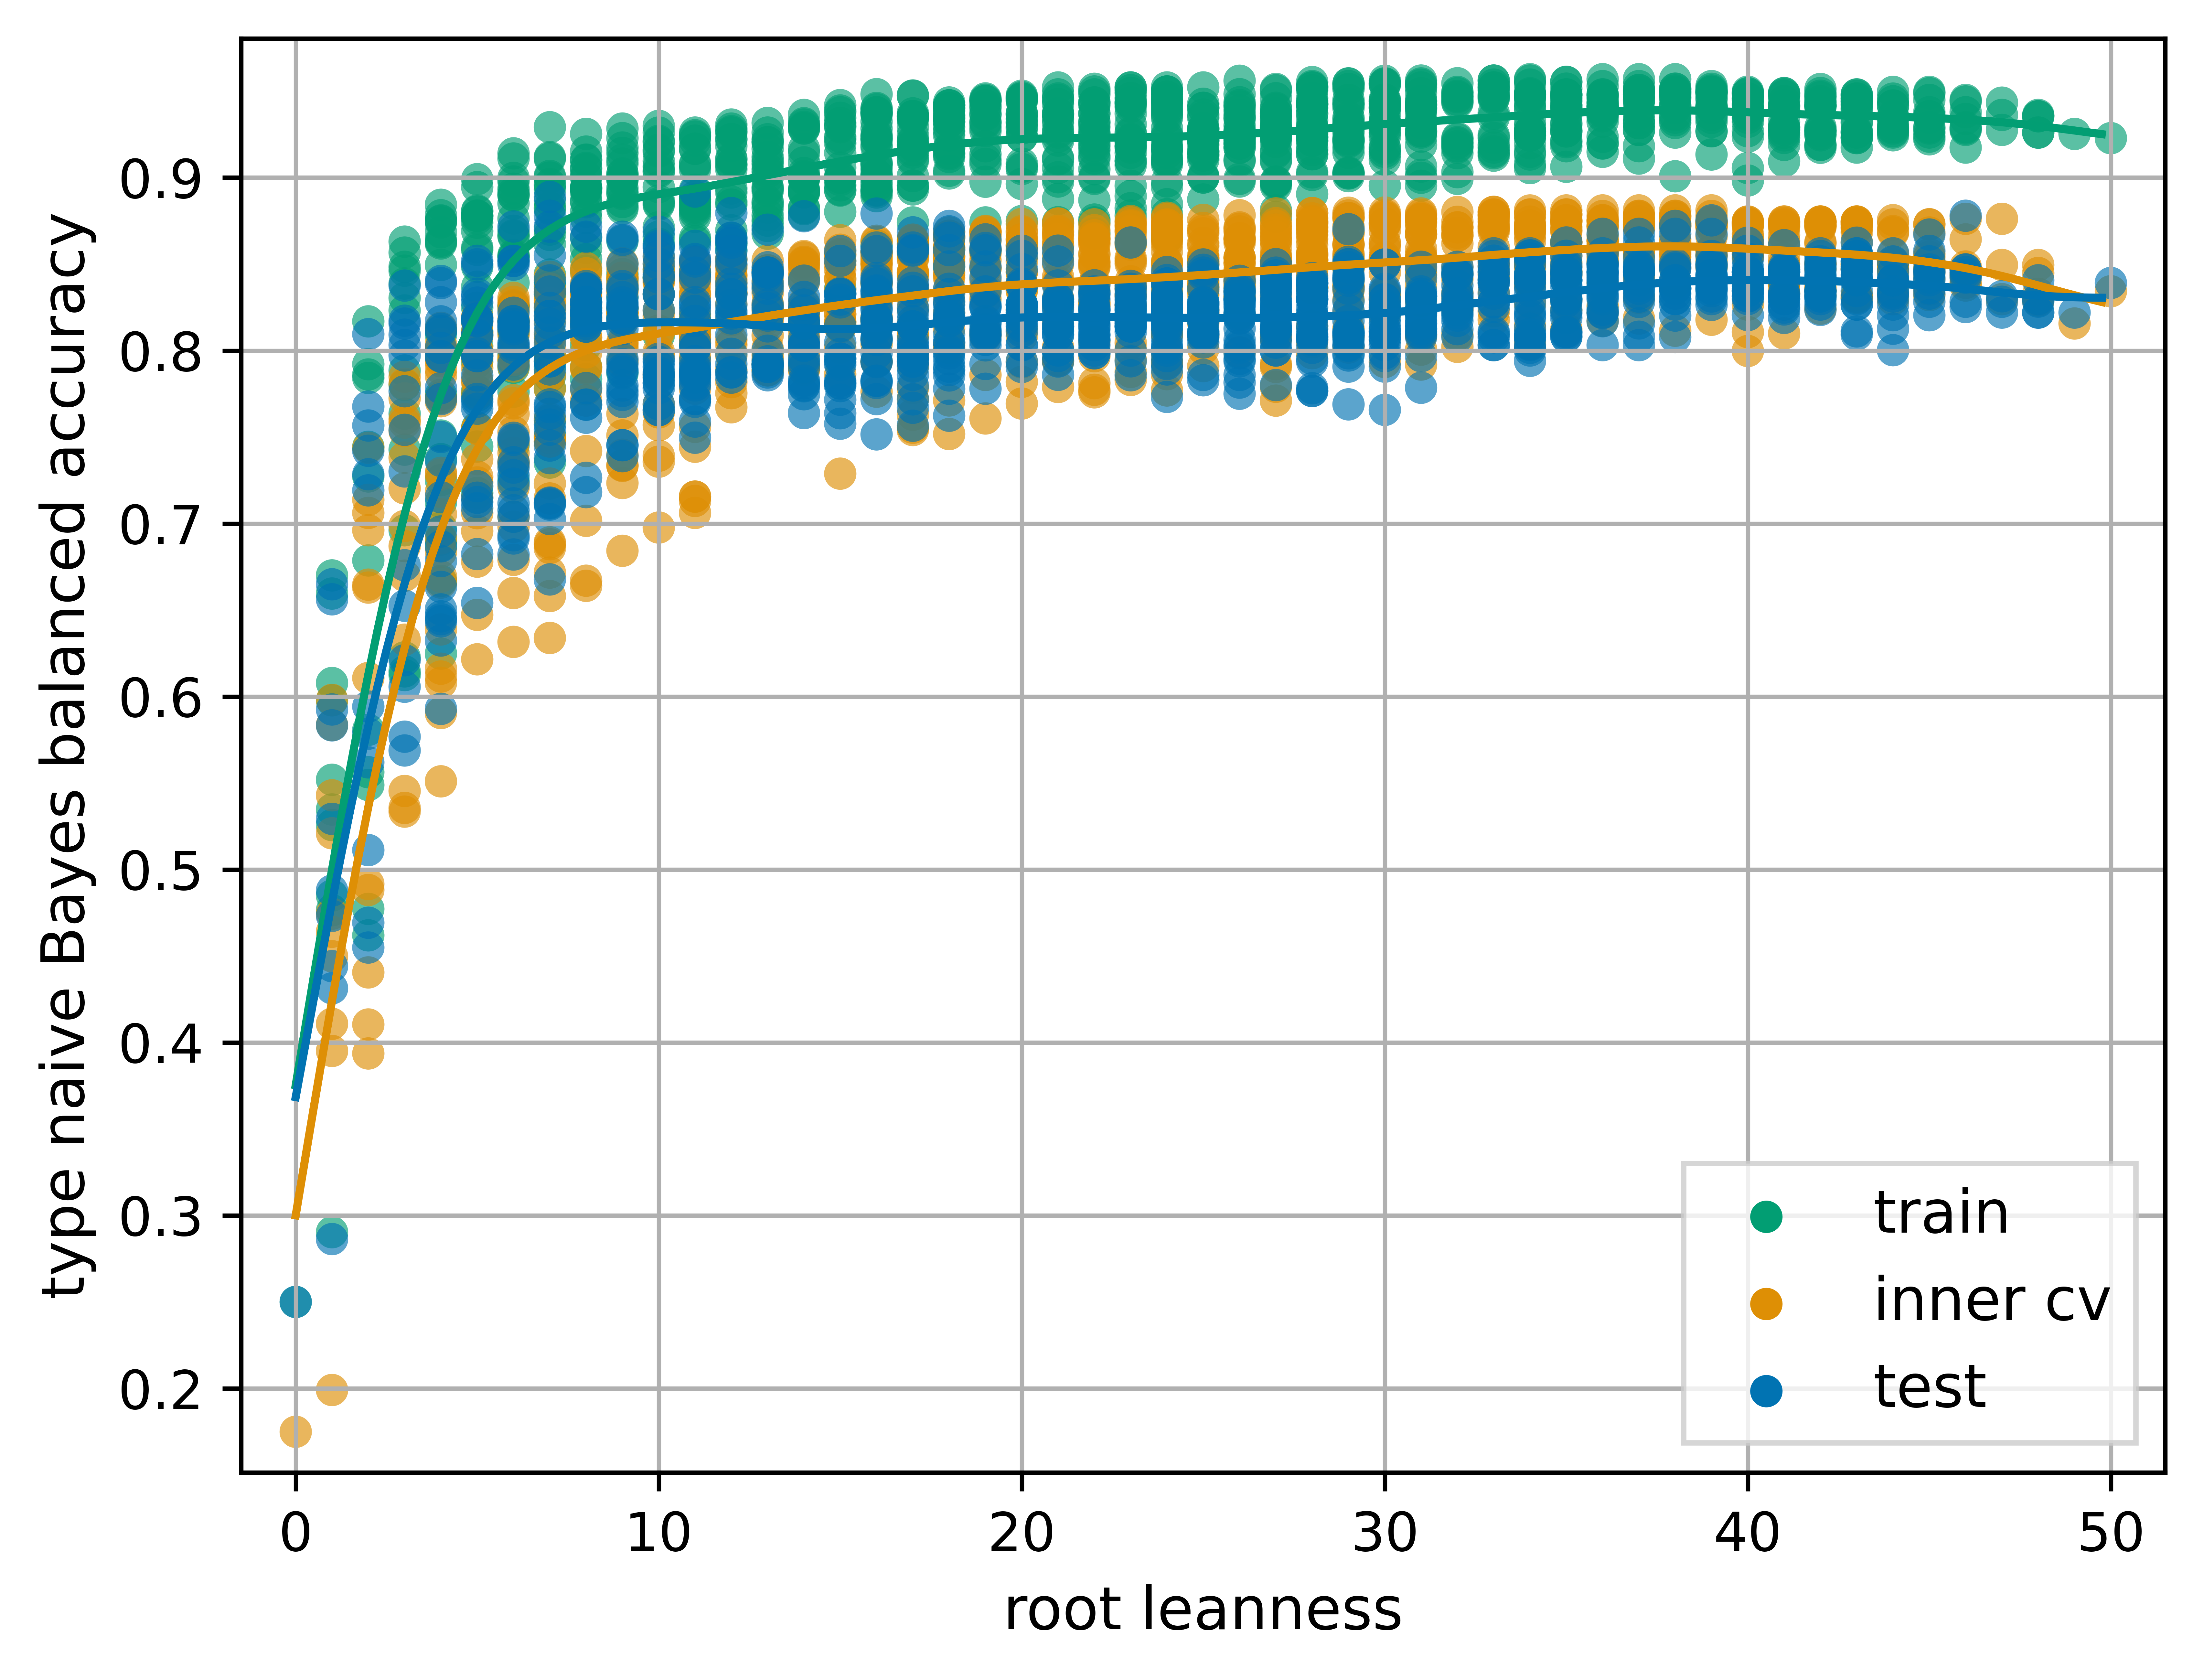 type naive Bayes balanced accuracy
0.9
0.8
0.7
0.6
0.5
0.4
0.3
0.2
0 10 20 30 40 50
root leanness
train
inner cv
test